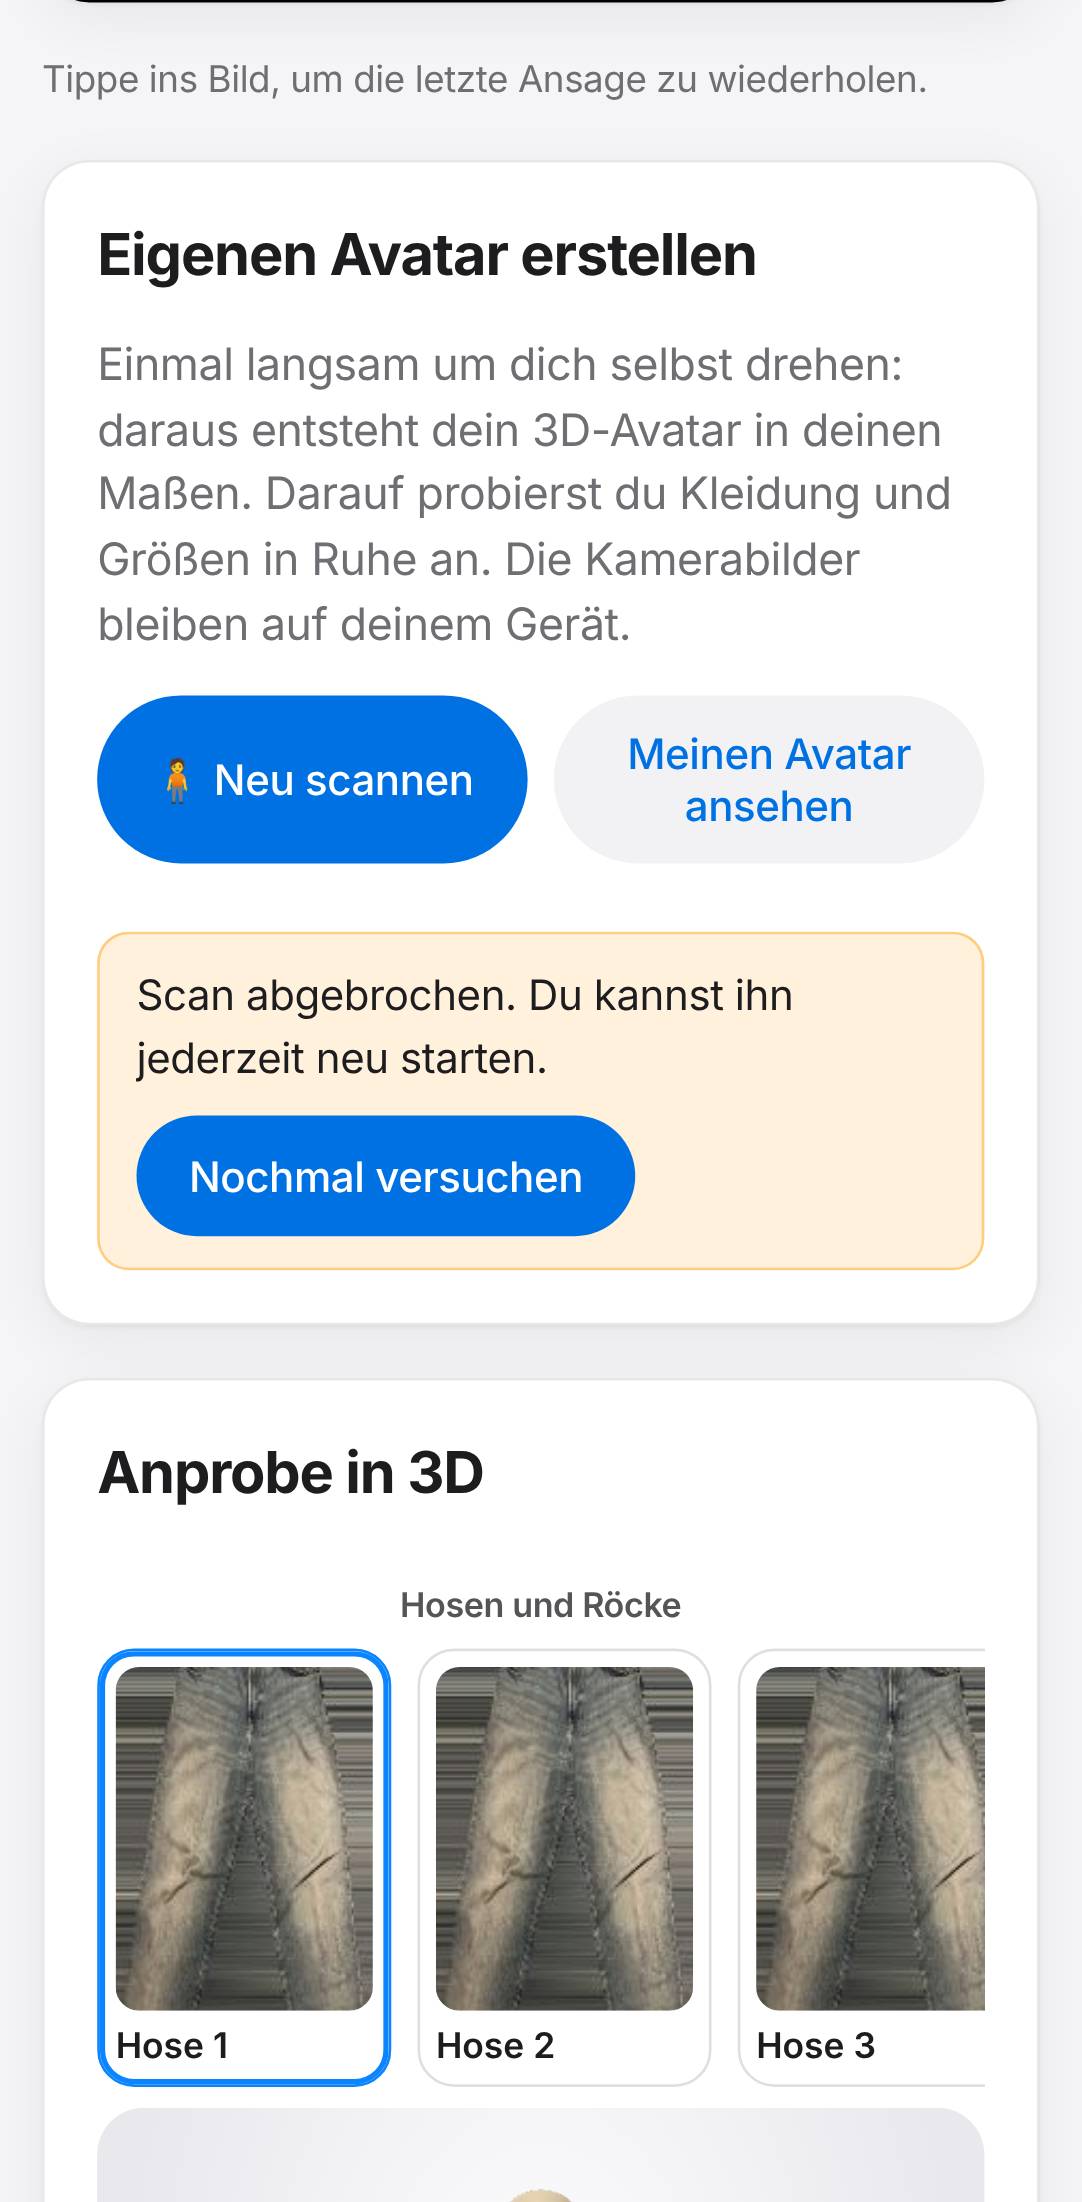 Tippe ins Bild, um die letzte Ansage zu wiederholen.
Eigenen Avatar erstellen
Einmal langsam um dich selbst drehen:
daraus entsteht dein 3D-Avatar in deinen
Maßen. Darauf probierst du Kleidung und
Größen in Ruhe an. Die Kamerabilder
bleiben auf deinem Gerät.
🧍 Neu scannen
Meinen Avatar
ansehen
Scan abgebrochen. Du kannst ihn
jederzeit neu starten.
Nochmal versuchen
Anprobe in 3D
Hosen und Röcke
Hose 1
Hose 2
Hose 3